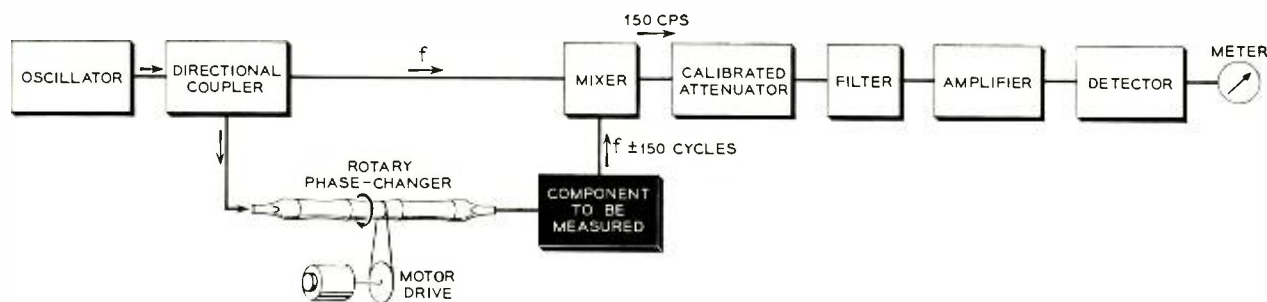 150 CPS
OSCILLATOR
DIRECTIONAL
COUPLER
f
MIXER
CALIBRATED
ATTENUATOR
FILTER
AMPLIFIER
DETECTOR
METER
f ±150 CYCLES
ROTARY
PHASE-CHANGER
COMPONENT
TO BE
MEASURED
MOTOR
DRIVE